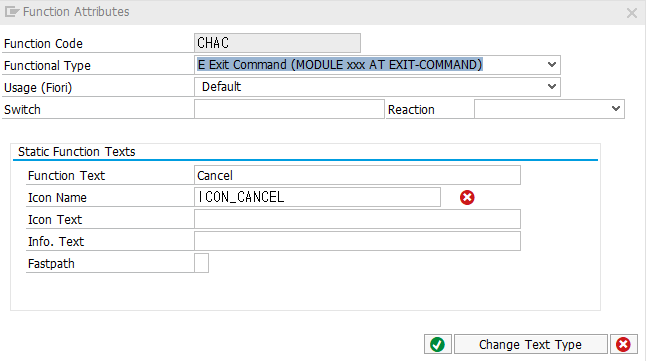 Function Attributes
Function Code CHAC
Functional Type E Exit Command (MODULE xxx AT EXIT-COMMAND)
Usage (Fiori) Default
Switch Reaction
Static Function Texts
Function Text Cancel
Icon Name ICON_CANCEL
Icon Text
Info. Text
Fastpath
Change Text Type